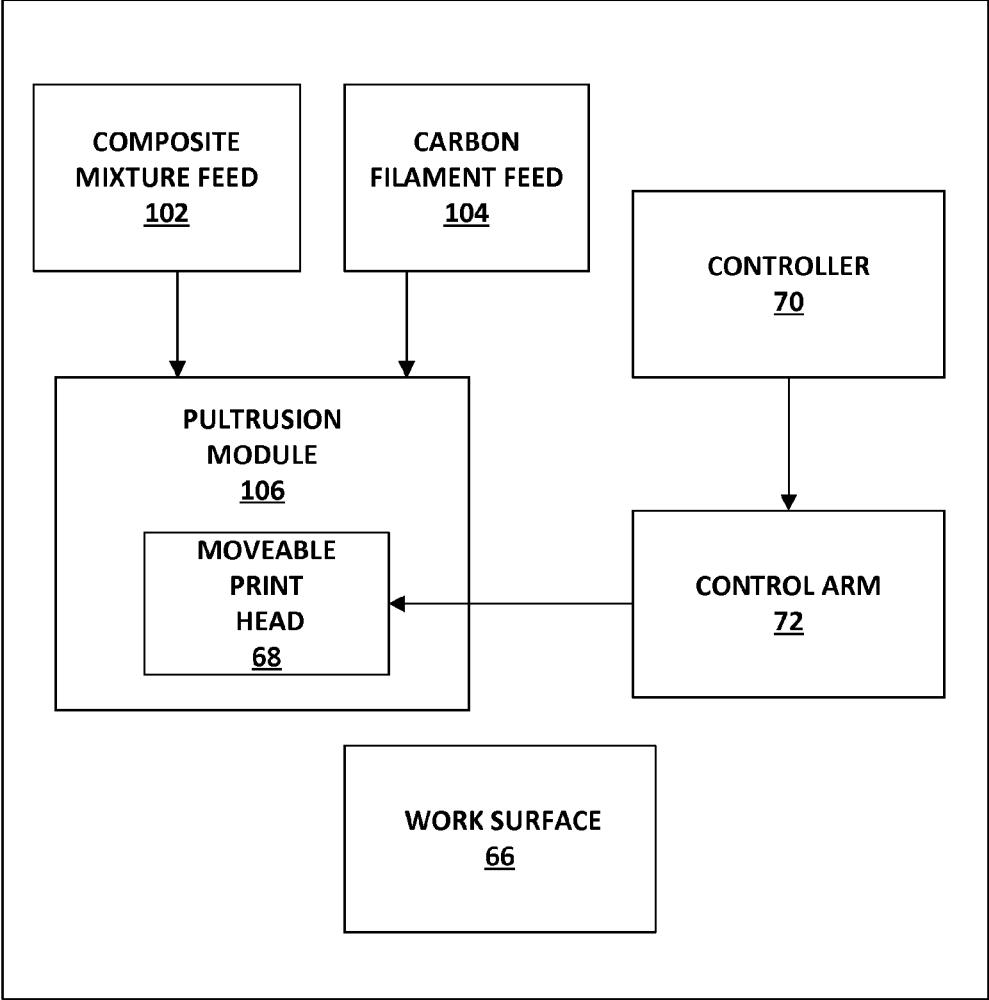 COMPOSITE
MIXTURE FEED
102
CARBON
FILAMENT FEED
104
CONTROLLER
70
PULTRUSION
MODULE
106
MOVEABLE
PRINT
HEAD
68
CONTROL ARM
72
WORK SURFACE
66